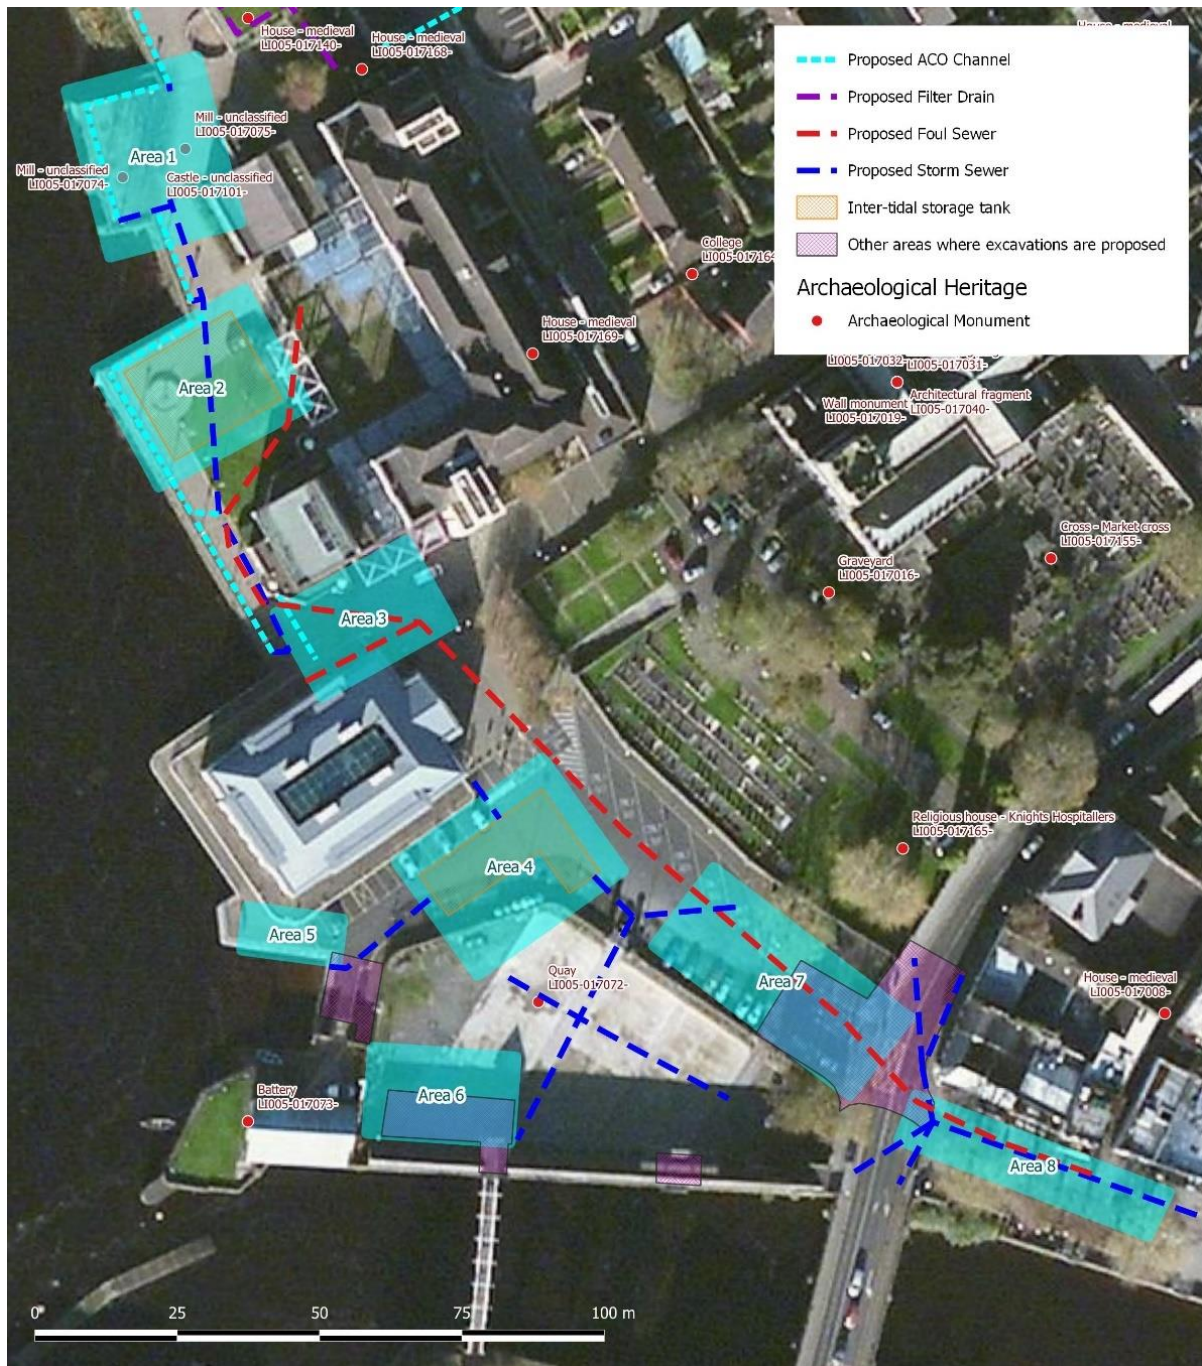 House - medieval
LI005-017140-
House - medieval
LI005-017168-
Proposed ACO Channel
Proposed Filter Drain
Proposed Foul Sewer
Proposed Storm Sewer
Inter-tidal storage tank
Other areas where excavations are proposed
Archaeological Heritage
Archaeological Monument
Mill - unclassified
LI005-017075-
Area 1
Mill - unclassified
LI005-017074-
Castle - unclassified
LI005-017101-
College
LI005-017164
House - medieval
LI005-017169-
LI005-017032-
LI005-017031-
Area 2
Wall monument
LI005-017019-
Architectural fragment
LI005-017040-
Cross - Market cross
LI005-017155-
Graveyard
LI005-017016-
Area 3
Religious house - Knights Hospitallers
LI005-017165-
Area 4
Area 5
Quay
LI005-017072-
Area 7
House - medieval
LI005-017008-
Battery
LI005-017073-
Area 6
Area 8
0 25 50 75 100 m